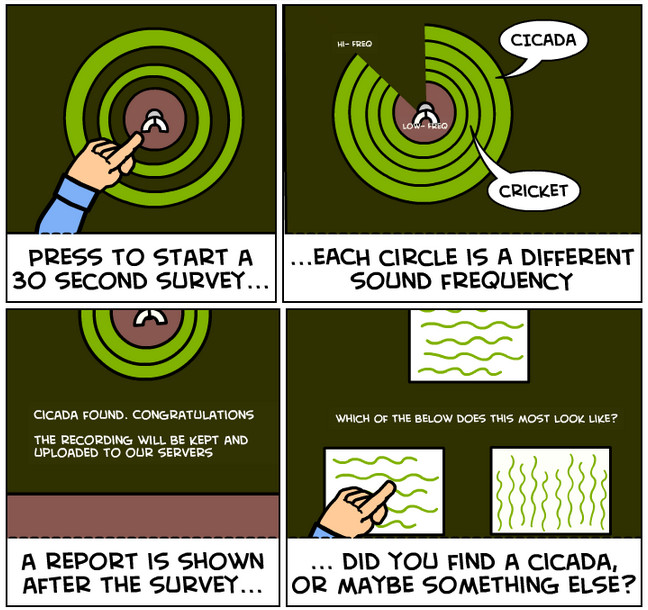 PRESS TO START A
30 SECOND SURVEY...
HI- FREQ
LOW- FREQ
CICADA
CRICKET
...EACH CIRCLE IS A DIFFERENT
SOUND FREQUENCY
CICADA FOUND. CONGRATULATIONS
THE RECORDING WILL BE KEPT AND
UPLOADED TO OUR SERVERS
A REPORT IS SHOWN
AFTER THE SURVEY...
WHICH OF THE BELOW DOES THIS MOST LOOK LIKE?
... DID YOU FIND A CICADA,
OR MAYBE SOMETHING ELSE?